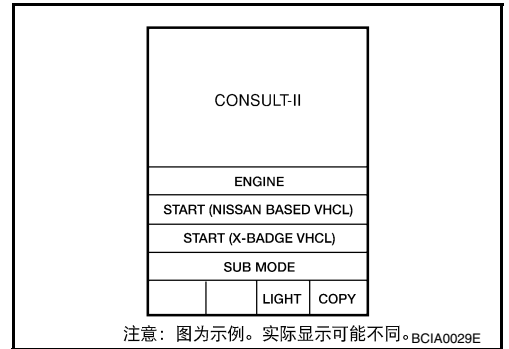 CONSULT-II
ENGINE
START (NISSAN BASED VHCL)
START (X-BADGE VHCL)
SUB MODE
LIGHT COPY
注意：图为示例。实际显示可能不同。BCIA0029E